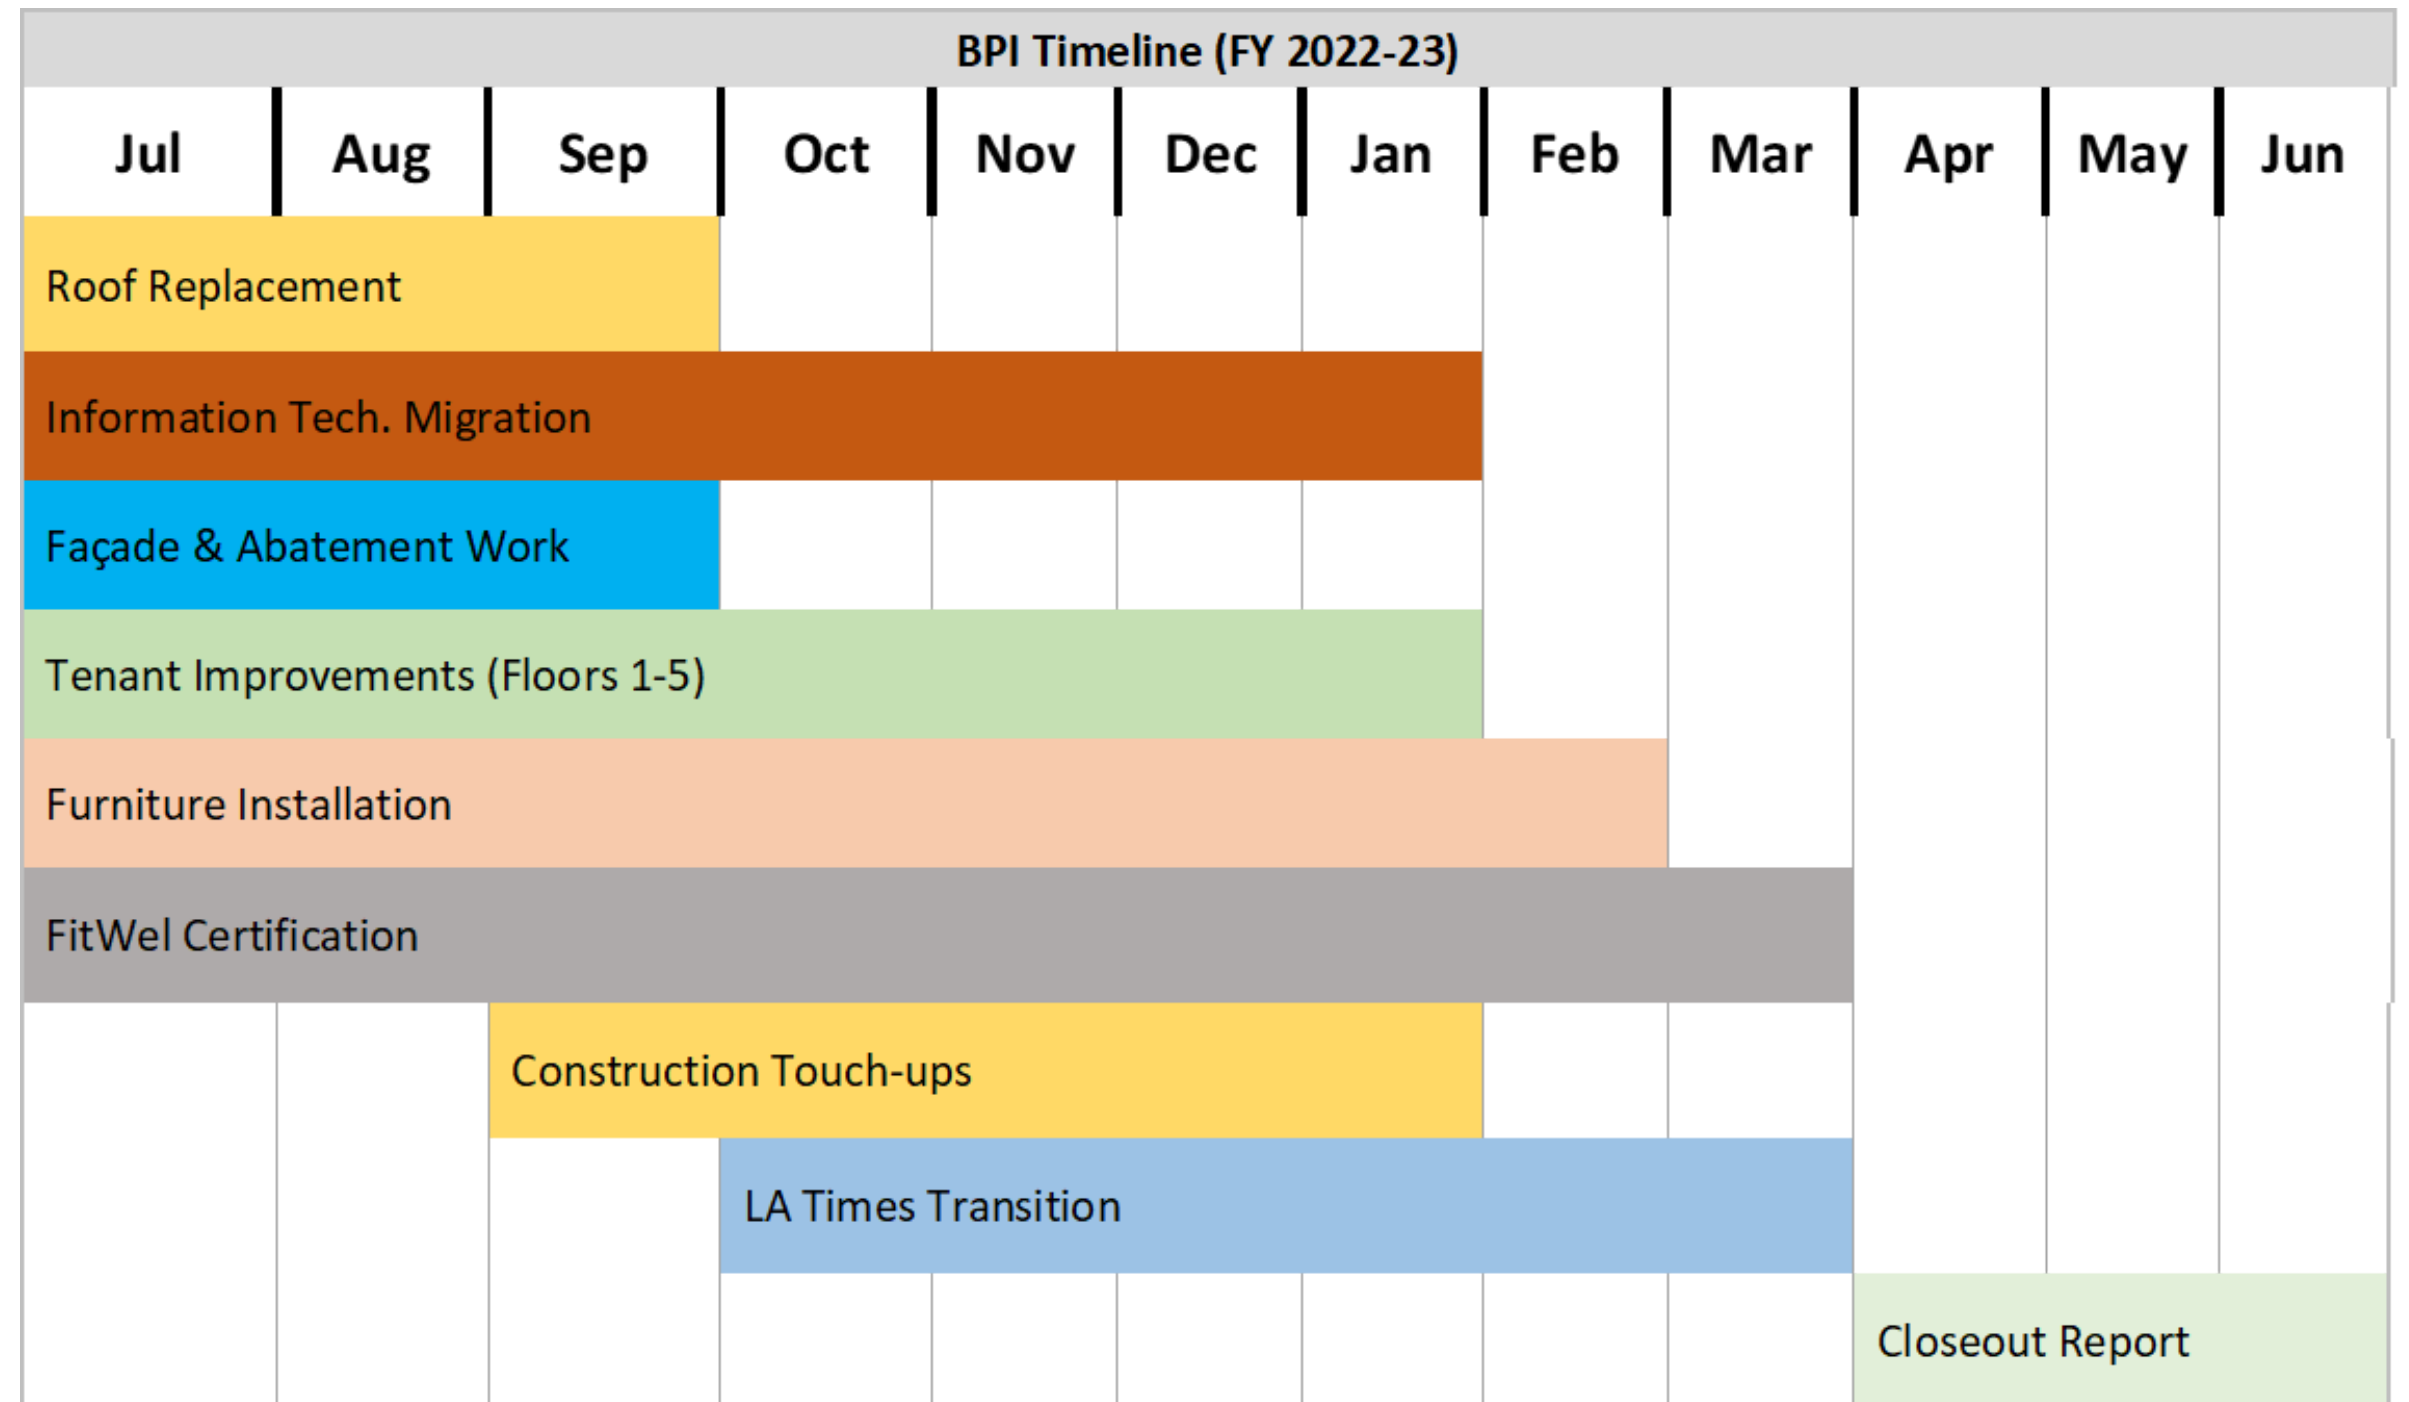 BPI Timeline (FY 2022-23)
Jul Aug Sep Oct Nov Dec Jan Feb Mar Apr May Jun
Roof Replacement
Information Tech. Migration
Façade & Abatement Work
Tenant Improvements (Floors 1-5)
Furniture Installation
FitWel Certification
Construction Touch-ups
LA Times Transition
Closeout Report